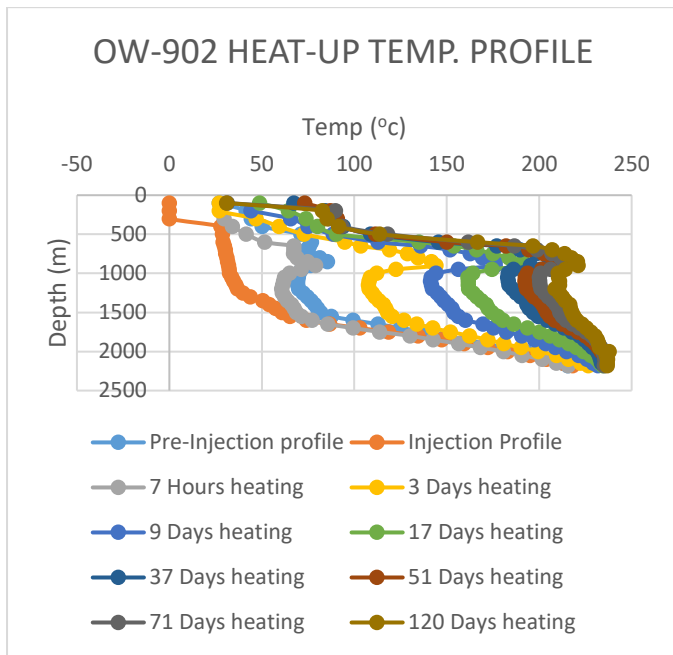 OW-902 HEAT-UP TEMP. PROFILE
Temp (oc)
-50 0 50 100 150 200 250
0
500
1000
1500
2000
2500
Depth (m)
Pre-Injection profile Injection Profile
7 Hours heating 3 Days heating
9 Days heating 17 Days heating
37 Days heating 51 Days heating
71 Days heating 120 Days heating